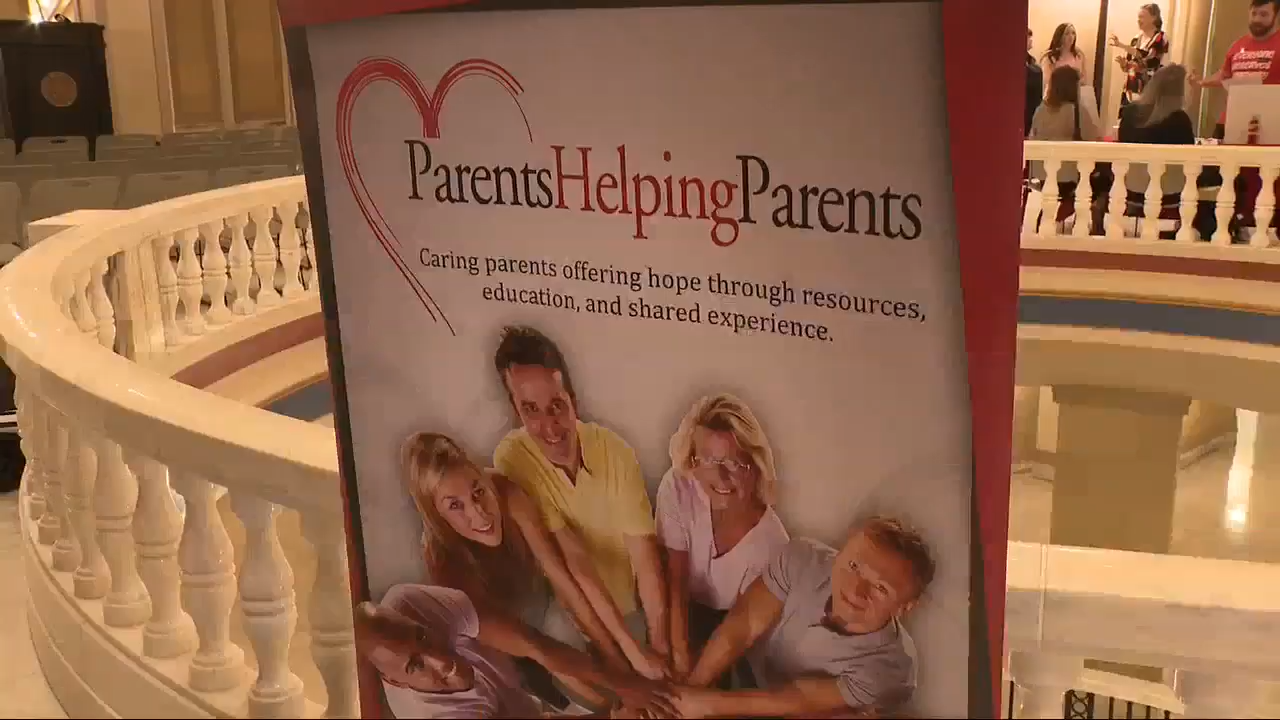 ParentsHelpingParents
Caring parents offering hope through resources,
education, and shared experience.